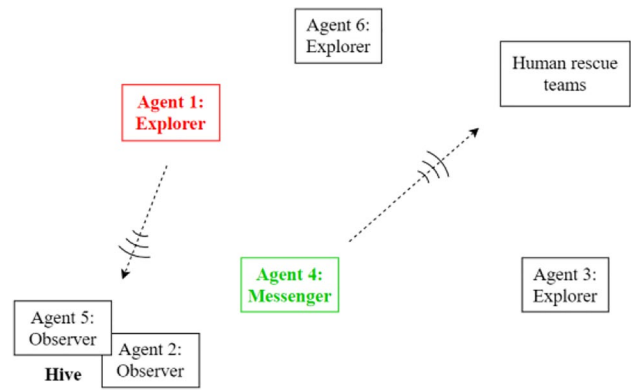 Agent 6:
Explorer
Human rescue
teams
Agent 1:
Explorer
Agent 4:
Messenger
Agent 3:
Explorer
Agent 5:
Observer
Agent 2:
Observer
Hive